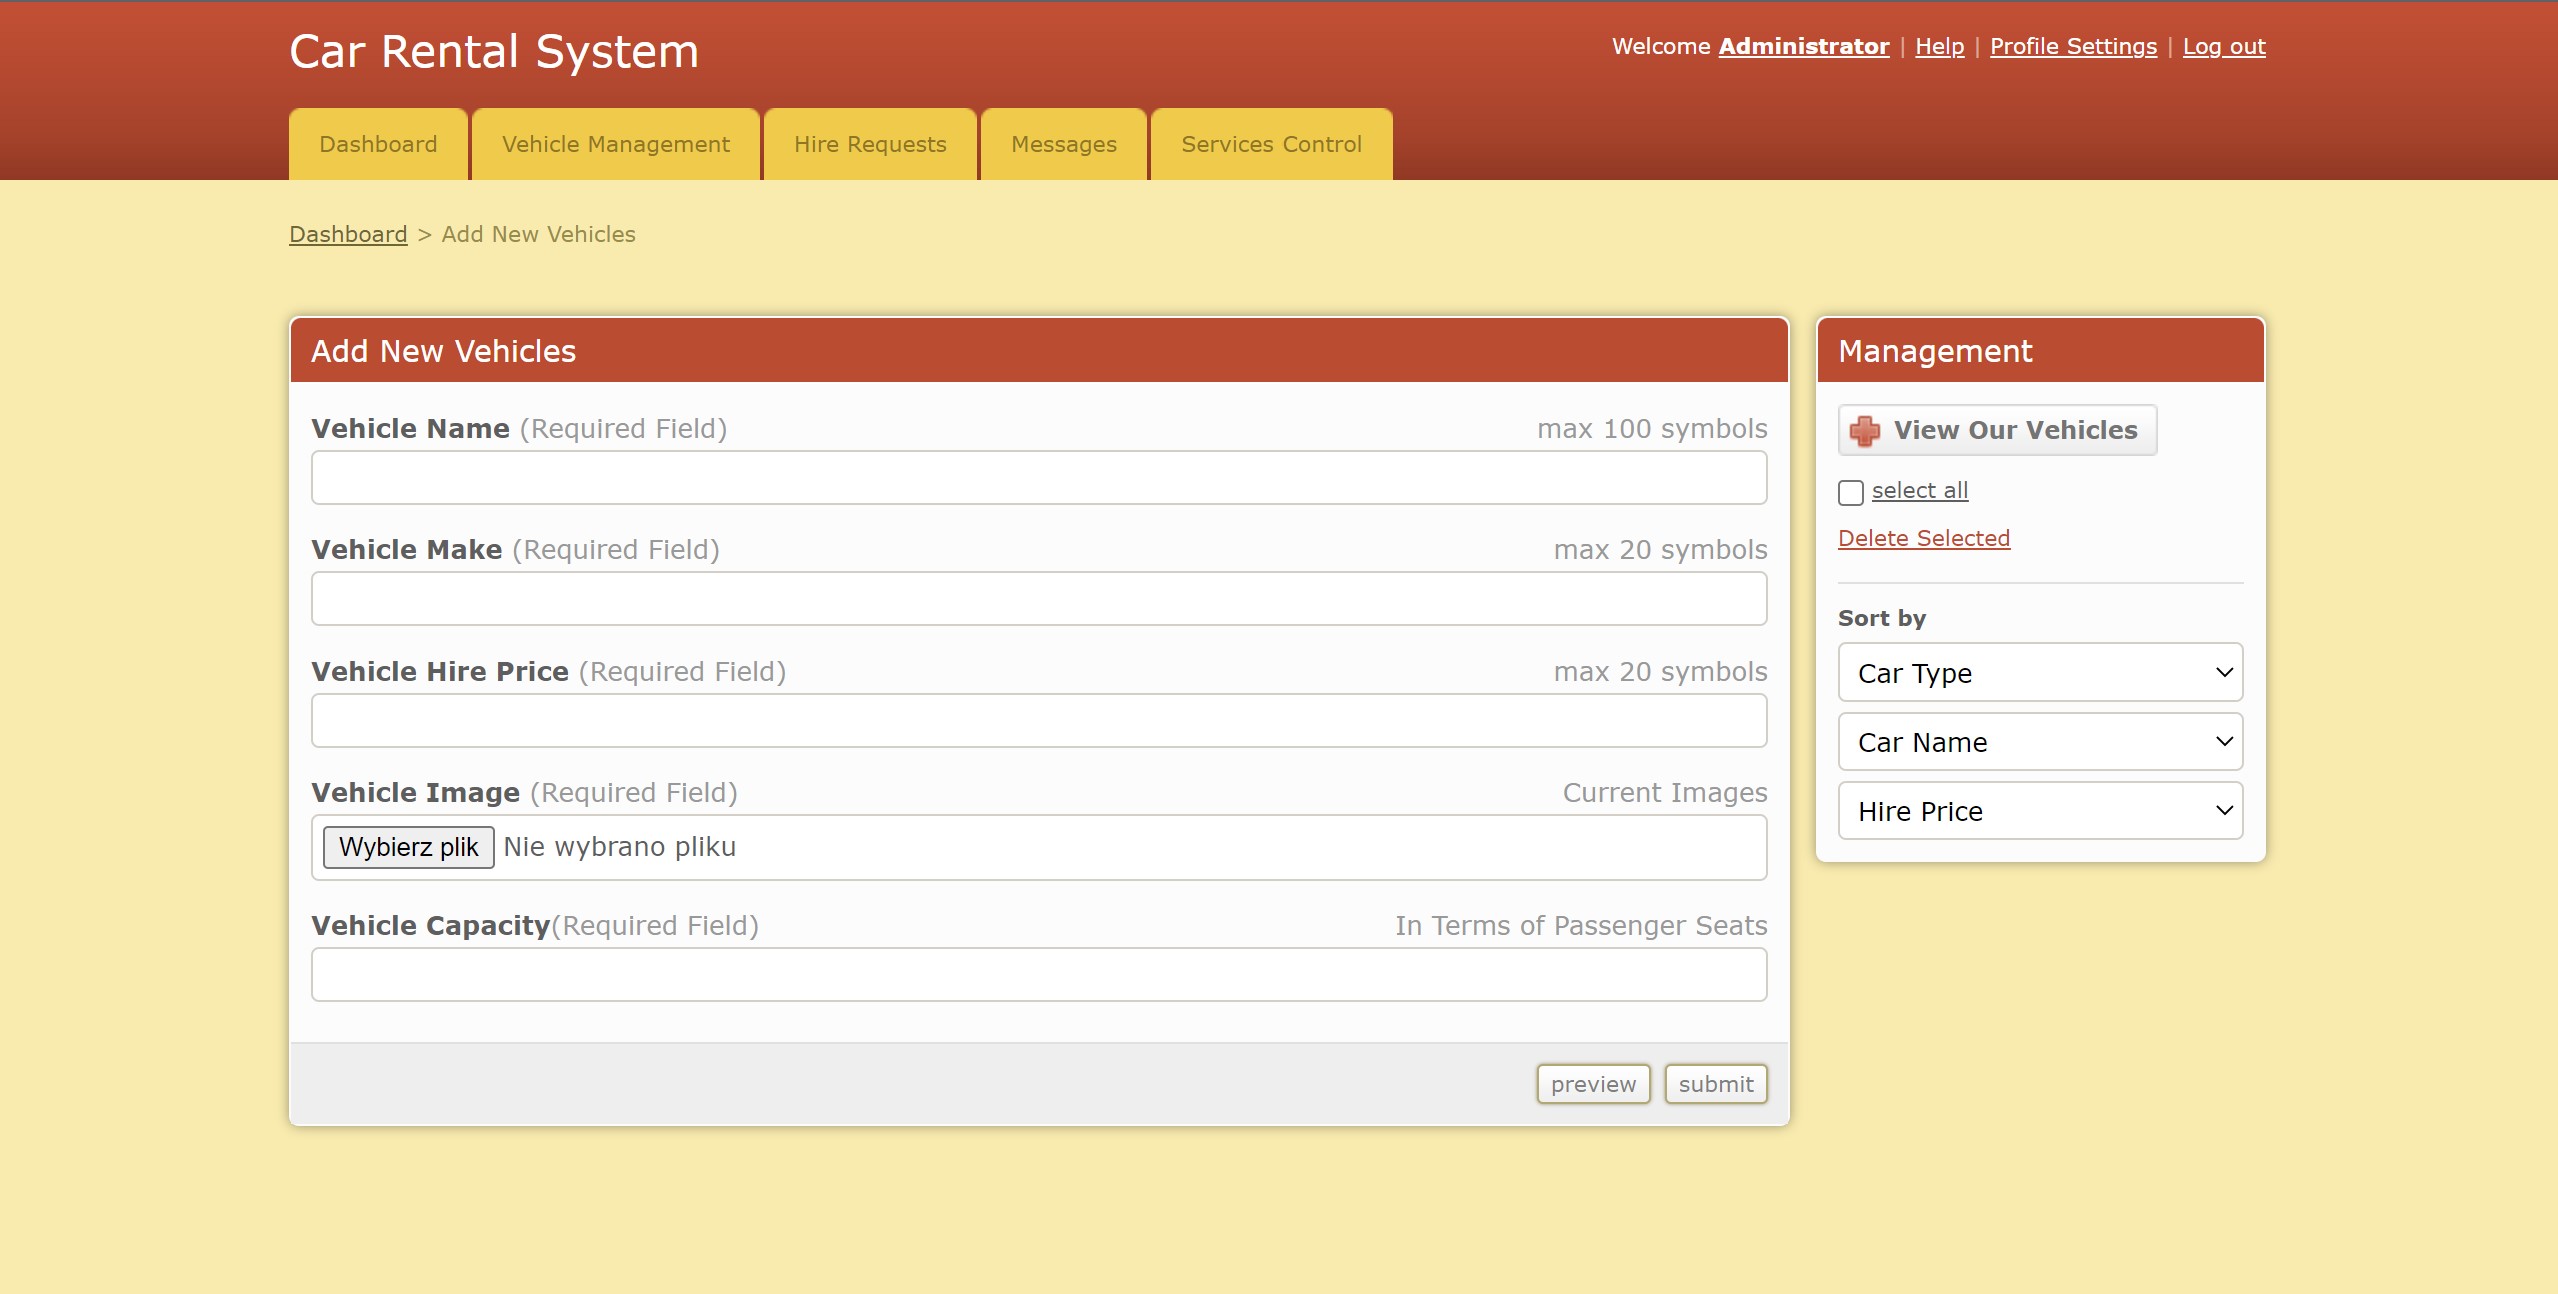 Car Rental System
Welcome Administrator | Help | Profile Settings | Log out
Dashboard
Vehicle Management
Hire Requests
Messages
Services Control
Dashboard > Add New Vehicles
Add New Vehicles
Vehicle Name (Required Field)
max 100 symbols
Vehicle Make (Required Field)
max 20 symbols
Vehicle Hire Price (Required Field)
max 20 symbols
Vehicle Image (Required Field)
Current Images
Wybierz plik Nie wybrano pliku
Vehicle Capacity(Required Field)
In Terms of Passenger Seats
preview
submit
Management
View Our Vehicles
select all
Delete Selected
Sort by
Car Type
Car Name
Hire Price